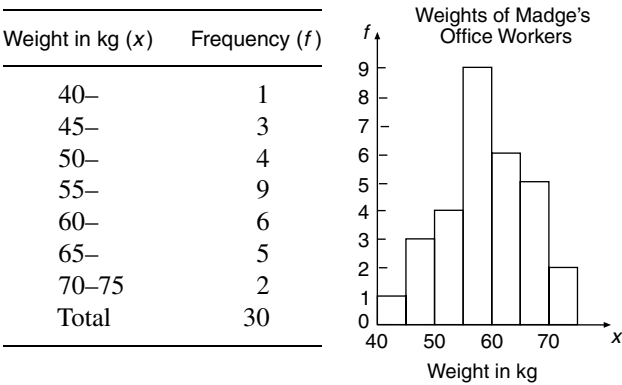 Weight in kg (x) Frequency (f)
40– 1
45– 3
50– 4
55– 9
60– 6
65– 5
70–75 2
Total 30
Weights of Madge's
Office Workers
f
9
8
7
6
5
4
3
2
1
0
40 50 60 70 x
Weight in kg